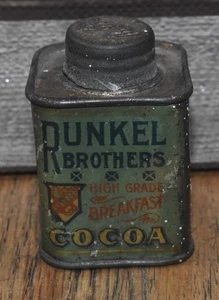 RUNKEL
BROTHERS
HIGH GRADE
BREAKFAST
COCOA